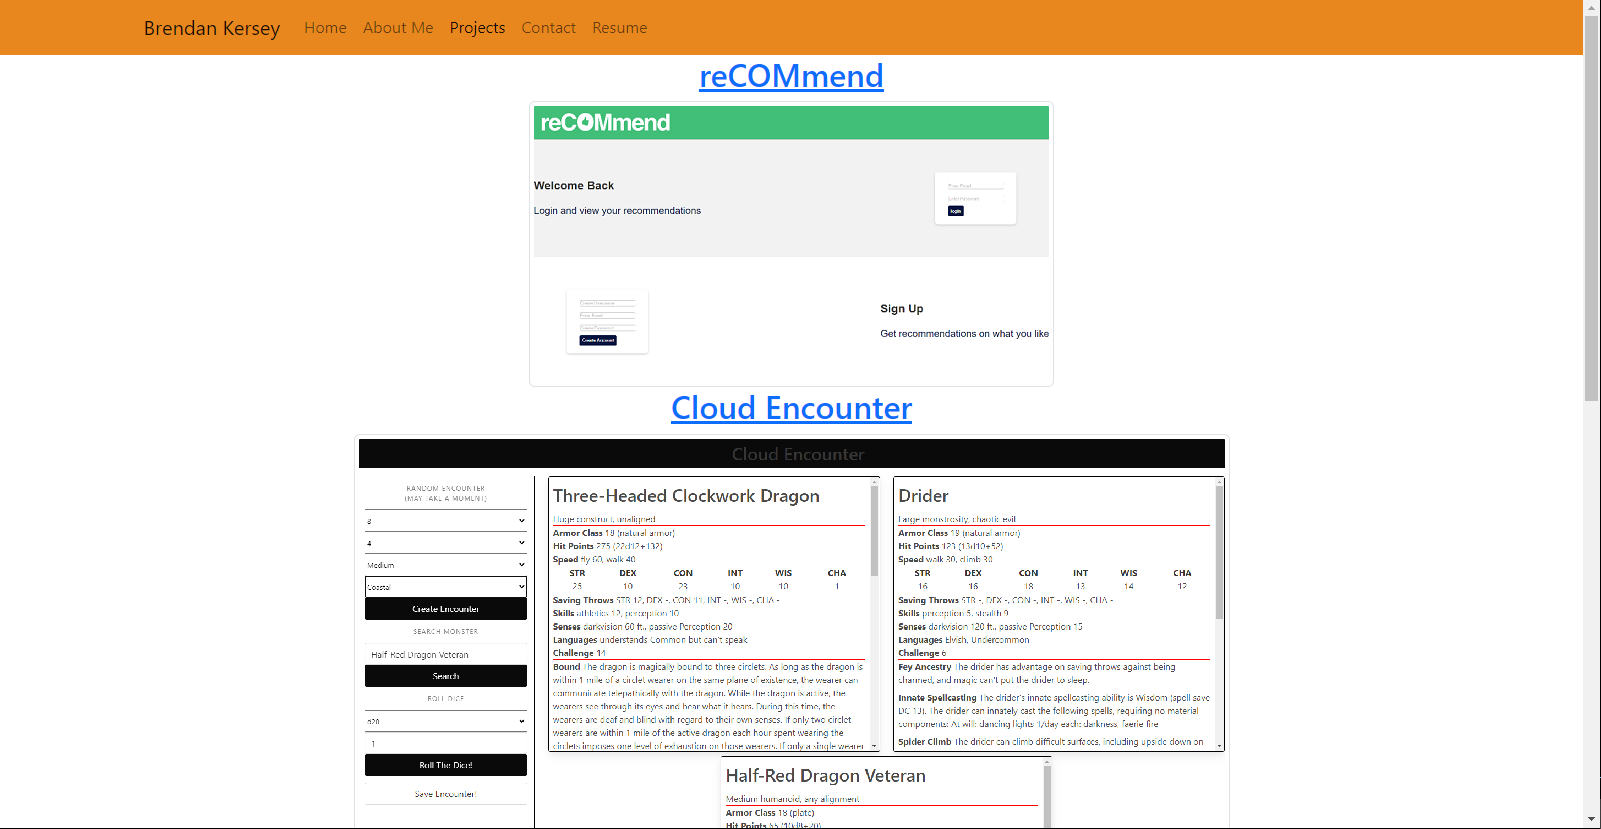 Brendan Kersey Home About Me Projects Contact Resume
reCOMmend
reCOMmend
Welcome Back
Login and view your recommendations
Enter Email
Enter Password
login
Create Username
Enter Email
Create Password
Create Account
Sign Up
Get recommendations on what you like
Cloud Encounter
Cloud Encounter
RANDOM ENCOUNTER
(MAY TAKE A MOMENT)
8
4
Medium
Coastal
Create Encounter
SEARCH MONSTER
Half-Red Dragon Veteran
Search
ROLL DICE
d20
1
Roll The Dice!
Save Encounter!
Three-Headed Clockwork Dragon
Huge construct, unaligned
Armor Class 18 (natural armor)
Hit Points 275 (22d12+132)
Speed fly 60, walk 40
STR DEX CON INT WIS CHA
25 10 23 10 10 1
Saving Throws STR 12, DEX -, CON 11, INT -, WIS -, CHA -
Skills athletics 12, perception 10
Senses darkvision 60 ft., passive Perception 20
Languages understands Common but can't speak
Challenge 14
Bound The dragon is magically bound to three circlets. As long as the dragon is
within 1 mile of a circlet wearer on the same plane of existence, the wearer can
communicate telepathically with the dragon. While the dragon is active, the
wearers see through its eyes and hear what it hears. During this time, the
wearers are deaf and blind with regard to their own senses. If only two circlet
wearers are within 1 mile of the active dragon each hour spent wearing the
circlets imposes one level of exhaustion on those wearers. If only a single wearer
Drider
Large monstrosity, chaotic evil
Armor Class 19 (natural armor)
Hit Points 123 (13d10+52)
Speed walk 30, climb 30
STR DEX CON INT WIS CHA
16 16 18 13 14 12
Saving Throws STR -, DEX -, CON -, INT -, WIS -, CHA -
Skills perception 5, stealth 9
Senses darkvision 120 ft., passive Perception 15
Languages Elvish, Undercommon
Challenge 6
Fey Ancestry The drider has advantage on saving throws against being
charmed, and magic can't put the drider to sleep.
Innate Spellcasting The drider's innate spellcasting ability is Wisdom (spell save
DC 13). The drider can innately cast the following spells, requiring no material
components: At will: dancing lights 1/day each: darkness, faerie fire
Spider Climb The drider can climb difficult surfaces, including upside down on
Half-Red Dragon Veteran
Medium humanoid, any alignment
Armor Class 18 (plate)
Hit Points 65 (10d8+20)